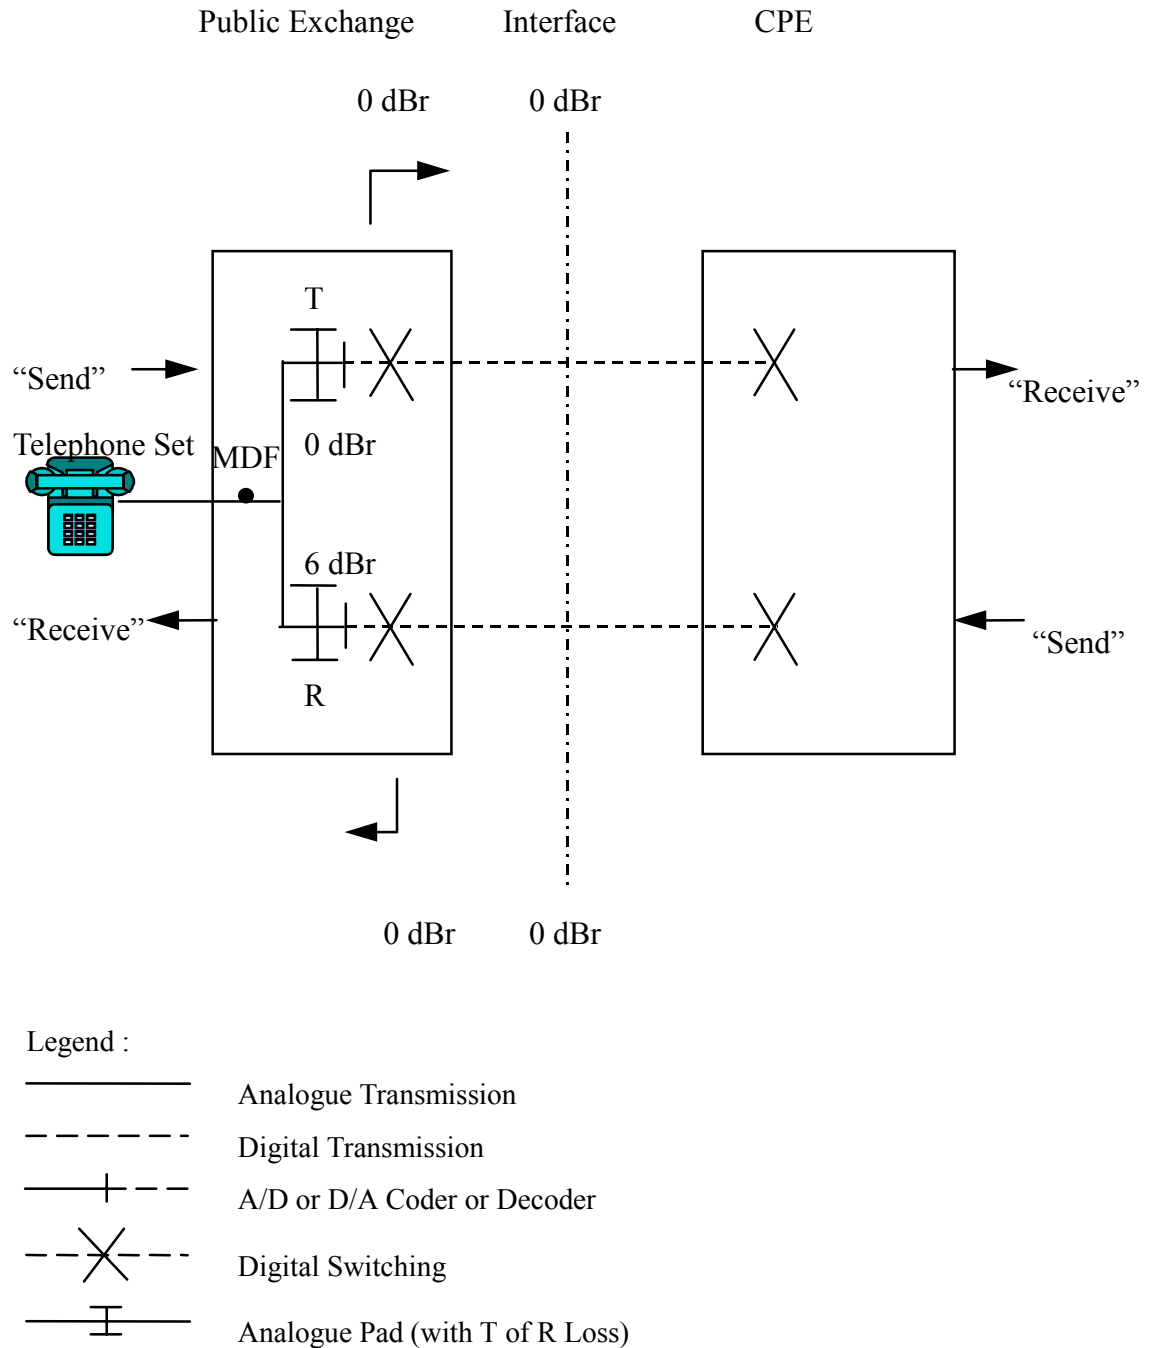 Public Exchange Interface CPE
0 dBr 0 dBr
T
“Send”
“Receive”
Telephone Set
MDF
0 dBr
6 dBr
“Receive”
“Send”
R
0 dBr 0 dBr
Legend :
Analogue Transmission
Digital Transmission
A/D or D/A Coder or Decoder
Digital Switching
Analogue Pad (with T of R Loss)